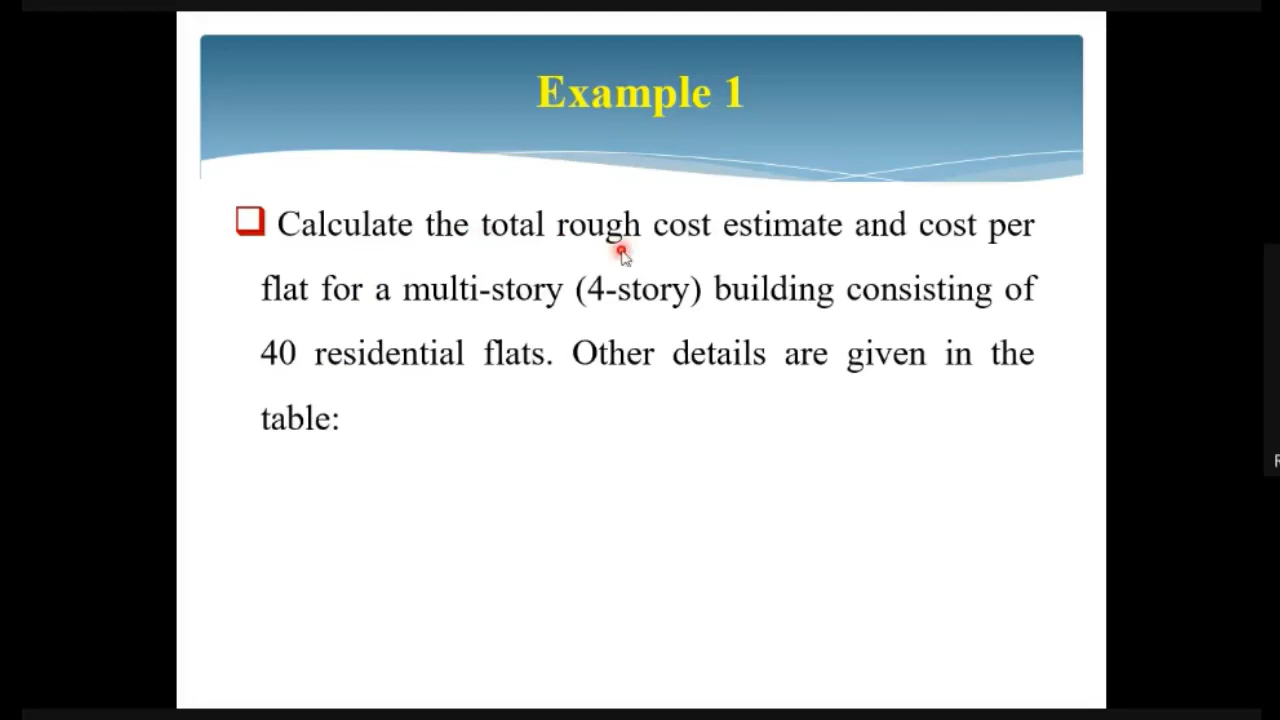 Example 1
Calculate the total rough cost estimate and cost per
flat for a multi-story (4-story) building consisting of
40 residential flats. Other details are given in the
table:
R